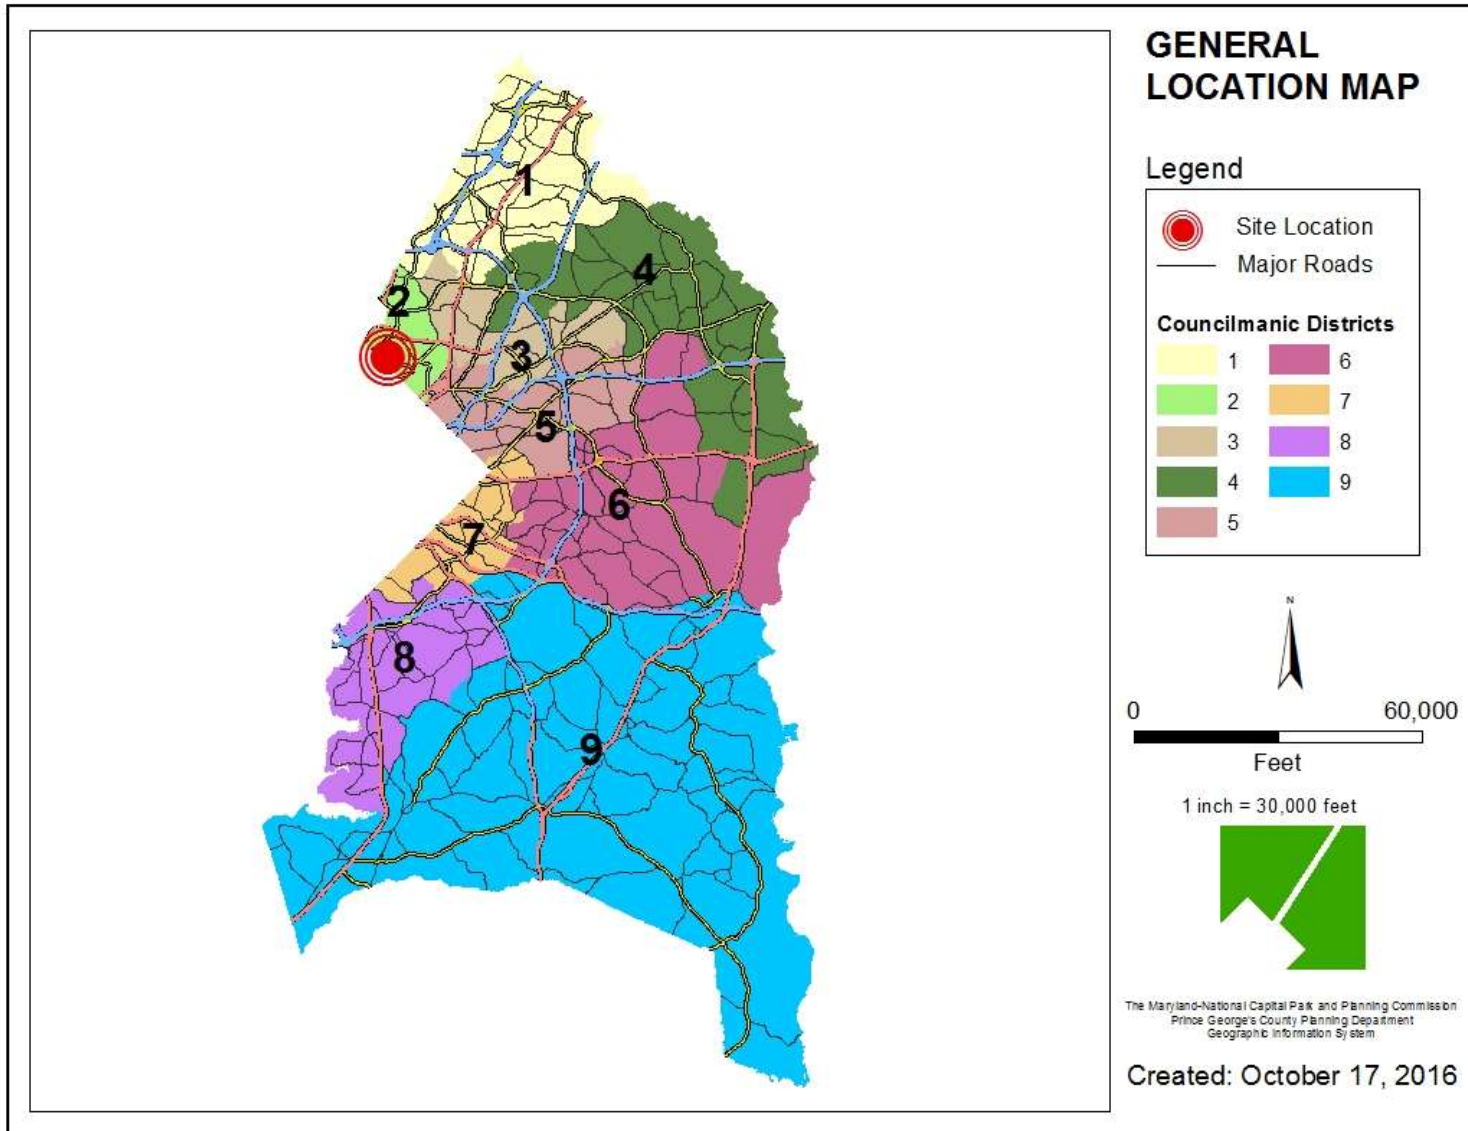 GENERAL
LOCATION MAP
Legend
Site Location
Major Roads
Councilmanic Districts
1 6
2 7
3 8
4 9
5
N
0 60,000
Feet
1 inch = 30,000 feet
The Maryland-National Capital Park and Planning Commission
Prince George's County Planning Department
Geographic Information System
Created: October 17, 2016
1
2
4
3
5
6
7
8
9